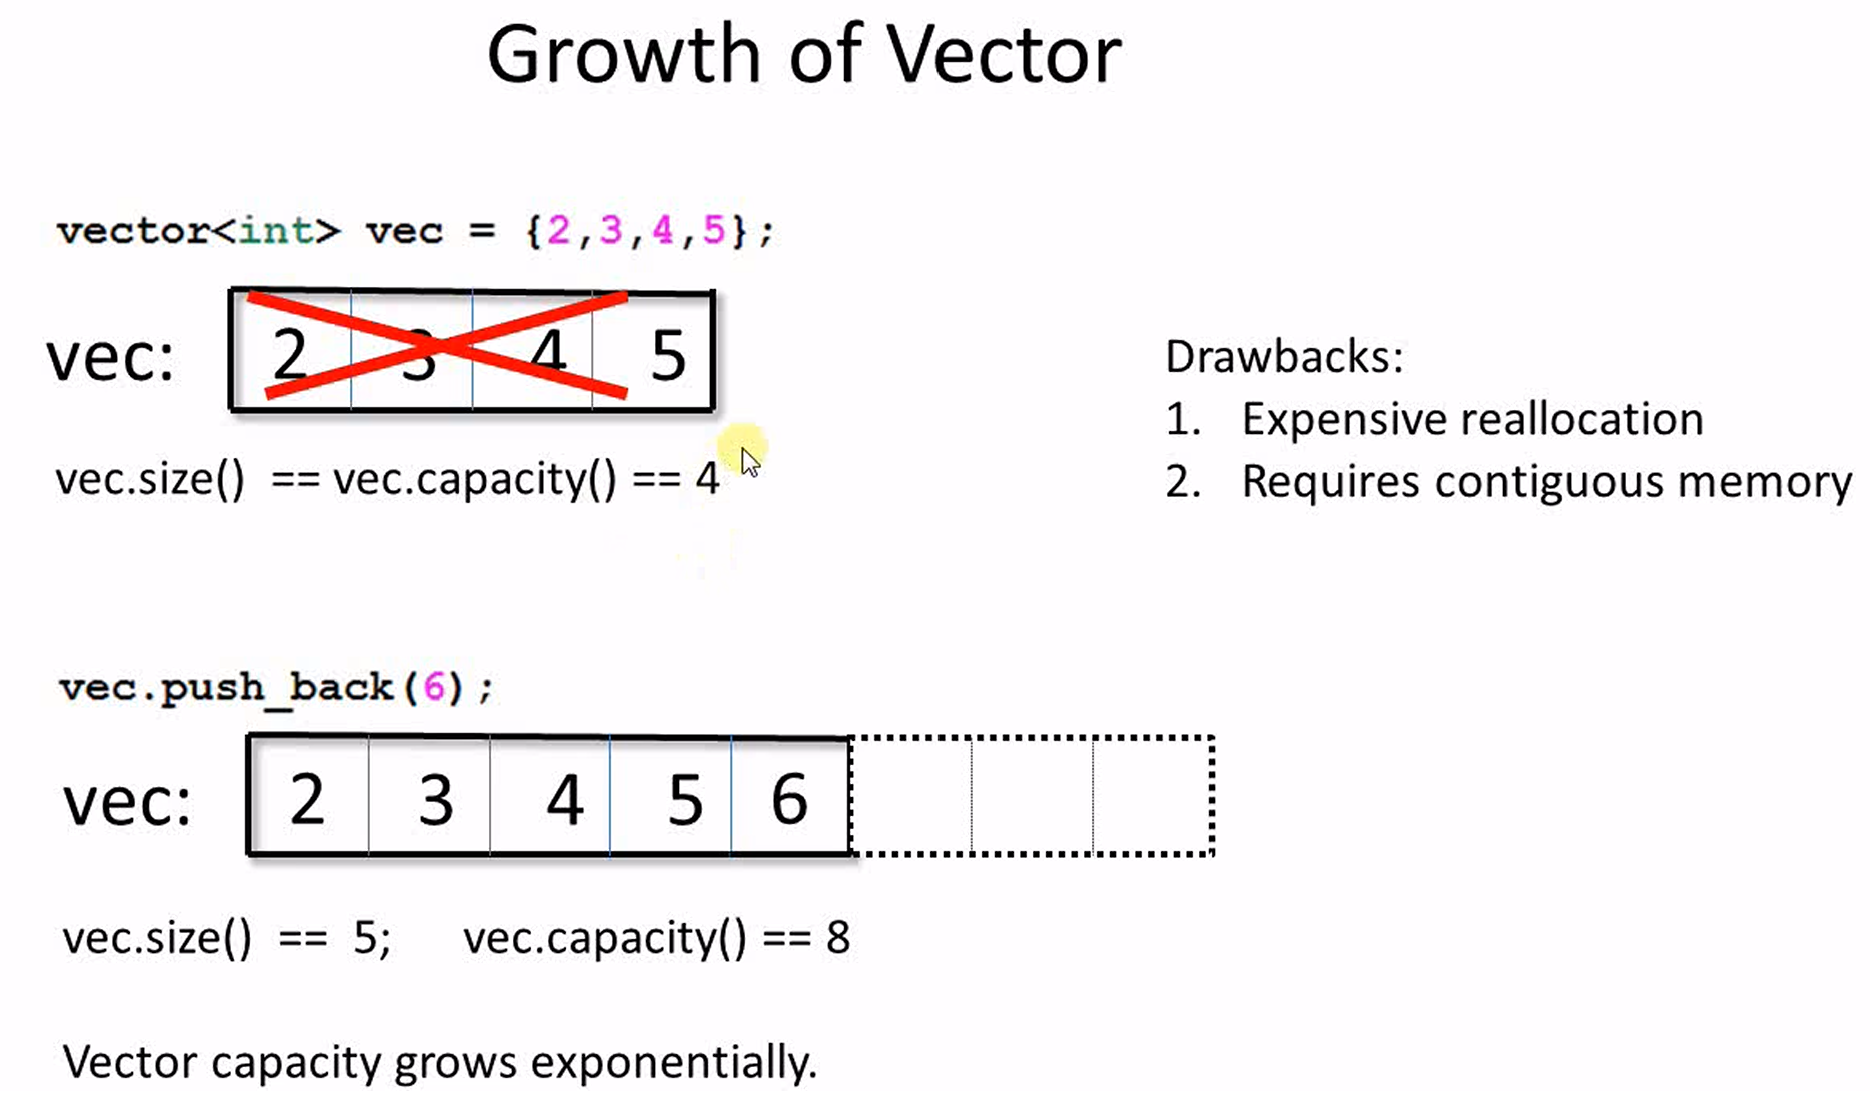 Growth of Vector
vector<int> vec = {2,3,4,5};
vec: 2 3 4 5
vec.size() == vec.capacity() == 4
Drawbacks:
1. Expensive reallocation
2. Requires contiguous memory
vec.push_back(6);
vec: 2 3 4 5 6
vec.size() == 5; vec.capacity() == 8
Vector capacity grows exponentially.